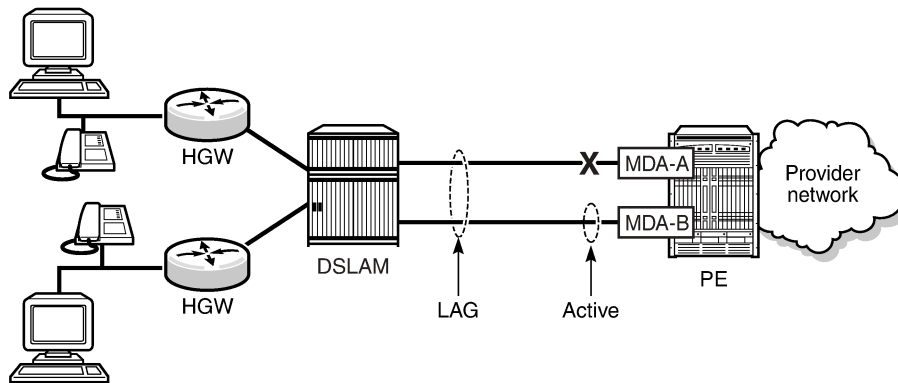 HGW
HGW
DSLAM
LAG
Active
X
MDA-A
MDA-B
PE
Provider
network